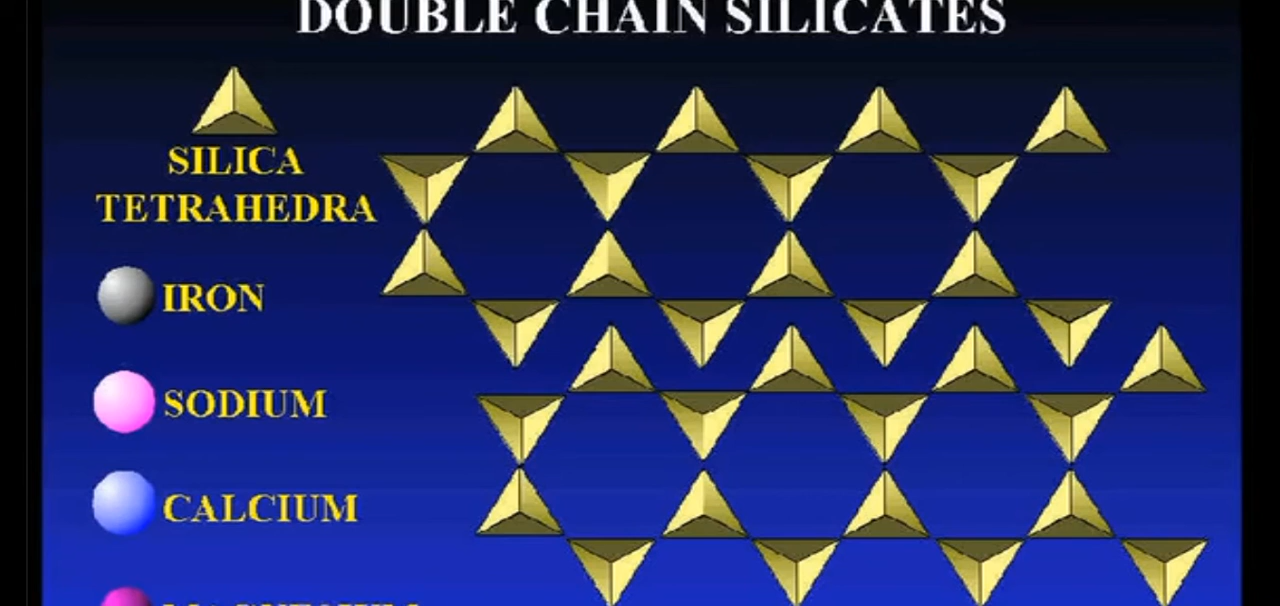 DOUBLE CHAIN SILICATES
SILICA
TETRAHEDRA
IRON
SODIUM
CALCIUM